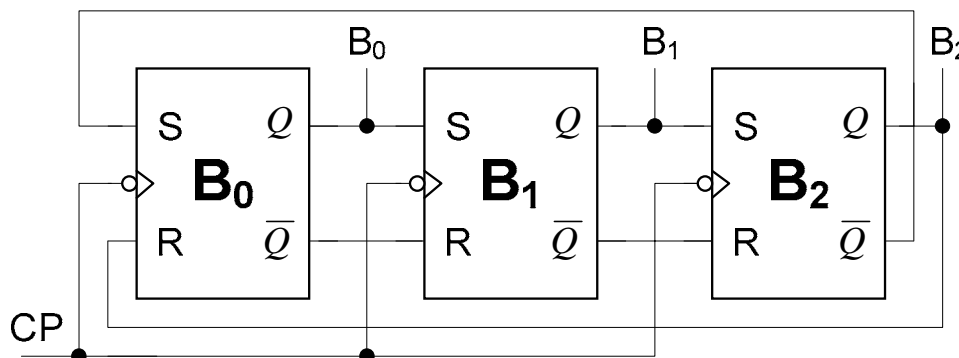 B₀ B₁ B₂
S Q S Q S Q
B₀ B₁ B₂
R Q̅ R Q̅ R Q̅
CP